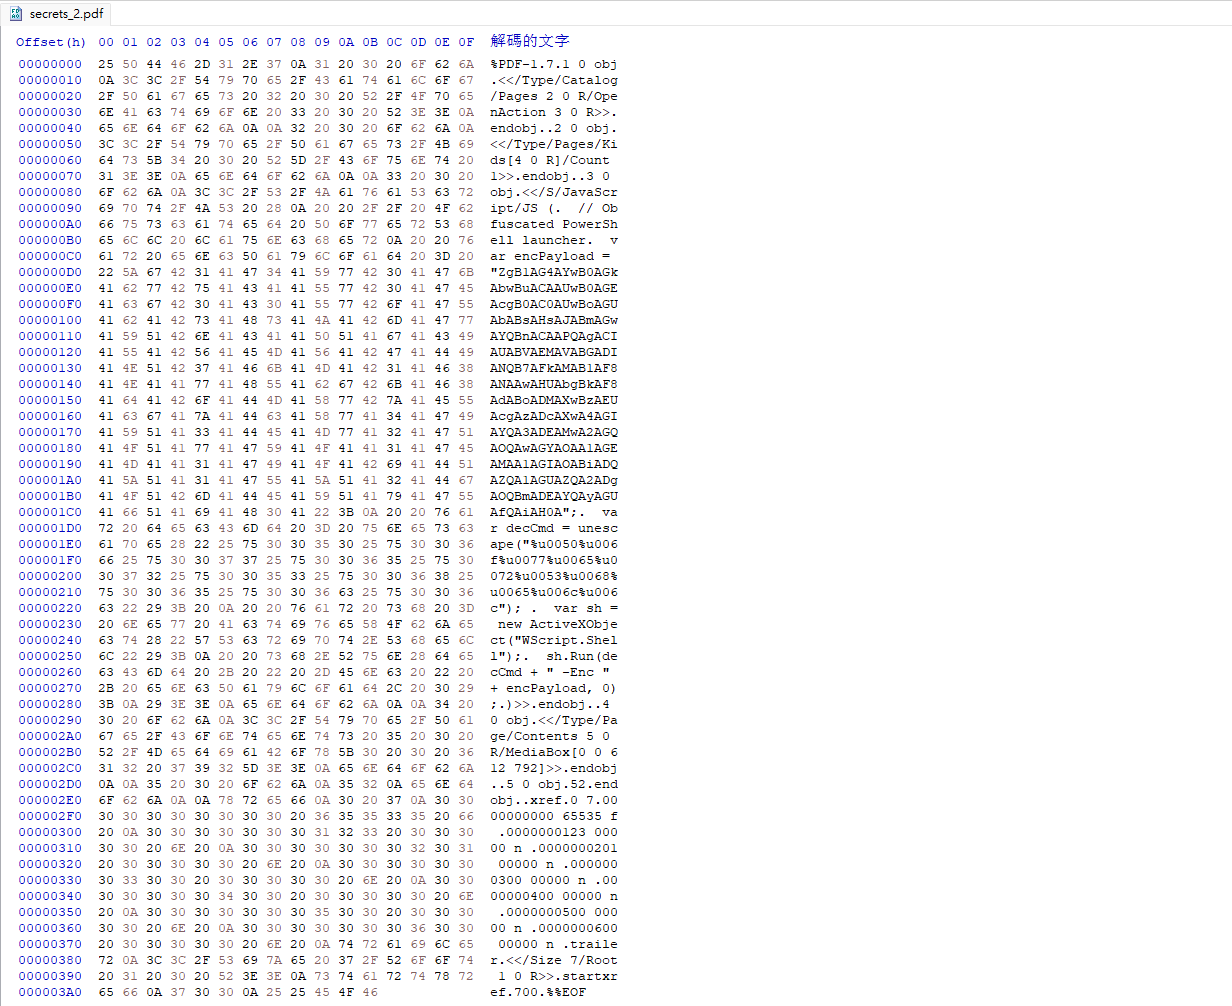 secrets_2.pdf
Offset(h) 00 01 02 03 04 05 06 07 08 09 0A 0B 0C 0D 0E 0F 解碼的文字
00000000 25 50 44 46 2D 31 2E 37 0A 31 20 30 20 6F 62 6A %PDF-1.7.1 0 obj
00000010 0A 3C 3C 2F 54 79 70 65 2F 43 61 74 61 6C 6F 67 .<</Type/Catalog
00000020 2F 50 61 67 65 73 20 32 20 30 20 52 2F 4F 70 65 /Pages 2 0 R/Ope
00000030 6E 41 63 74 69 6F 6E 20 33 20 30 20 52 3E 3E 0A nAction 3 0 R>>.
00000040 65 6E 64 6F 62 6A 0A 0A 32 20 30 20 6F 62 6A 0A endobj..2 0 obj.
00000050 3C 3C 2F 54 79 70 65 2F 50 61 67 65 73 2F 4B 69 <</Type/Pages/Ki
00000060 64 73 5B 34 20 30 20 52 5D 2F 43 6F 75 6E 74 20 ds[4 0 R]/Count
00000070 31 3E 3E 0A 65 6E 64 6F 62 6A 0A 0A 33 20 30 20 1>>.endobj..3 0
00000080 6F 62 6A 0A 3C 3C 2F 53 2F 4A 61 76 61 53 63 72 obj.<</S/JavaScr
00000090 69 70 74 2F 4A 53 20 28 0A 20 20 2F 2F 20 4F 62 ipt/JS (.  // Ob
000000A0 66 75 73 63 61 74 65 64 20 50 6F 77 65 72 53 68 fuscated PowerSh
000000B0 65 6C 6C 20 6C 61 75 6E 63 68 65 72 0A 20 20 76 ell launcher.  v
000000C0 61 72 20 65 6E 63 50 61 79 6C 6F 61 64 20 3D 20 ar encPayload =
000000D0 22 5A 67 42 31 41 47 34 41 59 77 42 30 41 47 6B "ZgB1AG4AYwB0AGk
000000E0 41 62 77 42 75 41 43 41 41 55 77 42 30 41 47 45 AbwBuACAAUwB0AGE
000000F0 41 63 67 42 30 41 43 30 41 55 77 42 6F 41 47 55 AcgB0AC0AUwBoAGU
00000100 41 62 41 42 73 41 48 73 41 4A 41 42 6D 41 47 77 AbABsAHsAJABmAGw
00000110 41 59 51 42 6E 41 43 41 41 50 51 41 67 41 43 49 AYQBnACAAPQAgACI
00000120 41 55 41 42 56 41 45 4D 41 56 41 42 47 41 44 49 AUABVAEMAVABGADI
00000130 41 4E 51 42 37 41 46 6B 41 4D 41 42 31 41 46 38 ANQB7AFkAMAB1AF8
00000140 41 4E 41 41 77 41 48 55 41 62 67 42 6B 41 46 38 ANAAwAHUAbgBkAF8
00000150 41 64 41 42 6F 41 44 4D 41 58 77 42 7A 41 45 55 AdABoADMAXwBzAEU
00000160 41 63 67 41 7A 41 44 63 41 58 77 41 34 41 47 49 AcgAzADcAXwA4AGI
00000170 41 59 51 41 33 41 44 45 41 4D 77 41 32 41 47 51 AYQA3ADEAMwA2AGQ
00000180 41 4F 51 41 77 41 47 59 41 4F 41 41 31 41 47 45 AOQAwAGYAOAA1AGE
00000190 41 4D 41 41 31 41 47 49 41 4F 41 42 69 41 44 51 AMAA1AGIAOABiADQ
000001A0 41 5A 51 41 31 41 47 55 41 5A 51 41 32 41 44 67 AZQA1AGUAZQA2ADg
000001B0 41 4F 51 42 6D 41 44 45 41 59 51 41 79 41 47 55 AOQBmADEAYQAyAGU
000001C0 41 66 51 41 69 41 48 30 41 22 3B 0A 20 20 76 61 AfQAiAH0A";.  va
000001D0 72 20 64 65 63 43 6D 64 20 3D 20 75 6E 65 73 63 r decCmd = unesc
000001E0 61 70 65 28 22 25 75 30 30 35 30 25 75 30 30 36 ape("%u0050%u006
000001F0 66 25 75 30 30 37 37 25 75 30 30 36 35 25 75 30 f%u0077%u0065%u0
00000200 30 37 32 25 75 30 30 35 33 25 75 30 30 36 38 25 072%u0053%u0068%
00000210 75 30 30 36 35 25 75 30 30 36 63 25 75 30 30 36 u0065%u006c%u006
00000220 63 22 29 3B 20 0A 20 20 76 61 72 20 73 68 20 3D c"); .  var sh =
00000230 20 6E 65 77 20 41 63 74 69 76 65 58 4F 62 6A 65  new ActiveXObje
00000240 63 74 28 22 57 53 63 72 69 70 74 2E 53 68 65 6C ct("WScript.Shel
00000250 6C 22 29 3B 0A 20 20 73 68 2E 52 75 6E 28 64 65 l");.  sh.Run(de
00000260 63 43 6D 64 20 2B 20 22 20 2D 45 6E 63 20 22 20 cCmd + " -Enc "
00000270 2B 20 65 6E 63 50 61 79 6C 6F 61 64 2C 20 30 29 + encPayload, 0)
00000280 3B 0A 29 3E 3E 0A 65 6E 64 6F 62 6A 0A 0A 34 20 ;.)>>.endobj..4
00000290 30 20 6F 62 6A 0A 3C 3C 2F 54 79 70 65 2F 50 61 0 obj.<</Type/Pa
000002A0 67 65 2F 43 6F 6E 74 65 6E 74 73 20 35 20 30 20 ge/Contents 5 0
000002B0 52 2F 4D 65 64 69 61 42 6F 78 5B 30 20 30 20 36 R/MediaBox[0 0 6
000002C0 31 32 20 37 39 32 5D 3E 3E 0A 65 6E 64 6F 62 6A 12 792]>>.endobj
000002D0 0A 0A 35 20 30 20 6F 62 6A 0A 35 32 0A 65 6E 64 ..5 0 obj.52.end
000002E0 6F 62 6A 0A 0A 78 72 65 66 0A 30 20 37 0A 30 30 obj..xref.0 7.00
000002F0 30 30 30 30 30 30 30 30 20 36 35 35 33 35 20 66 00000000 65535 f
00000300 20 0A 30 30 30 30 30 30 30 31 32 33 20 30 30 30  .0000000123 000
00000310 30 30 20 6E 20 0A 30 30 30 30 30 30 30 32 30 31 00 n .0000000201
00000320 20 30 30 30 30 30 20 6E 20 0A 30 30 30 30 30 30  00000 n .000000
00000330 30 33 30 30 20 30 30 30 30 30 20 6E 20 0A 30 30 0300 00000 n .00
00000340 30 30 30 30 30 34 30 30 20 30 30 30 30 30 20 6E 00000400 00000 n
00000350 20 0A 30 30 30 30 30 30 30 35 30 30 20 30 30 30  .0000000500 000
00000360 30 30 20 6E 20 0A 30 30 30 30 30 30 30 36 30 30 00 n .0000000600
00000370 20 30 30 30 30 30 20 6E 20 0A 74 72 61 69 6C 65  00000 n .traile
00000380 72 0A 3C 3C 2F 53 69 7A 65 20 37 2F 52 6F 6F 74 r.<</Size 7/Root
00000390 20 31 20 30 20 52 3E 3E 0A 73 74 61 72 74 78 72  1 0 R>>.startxr
000003A0 65 66 0A 37 30 30 0A 25 25 45 4F 46 ef.700.%%EOF